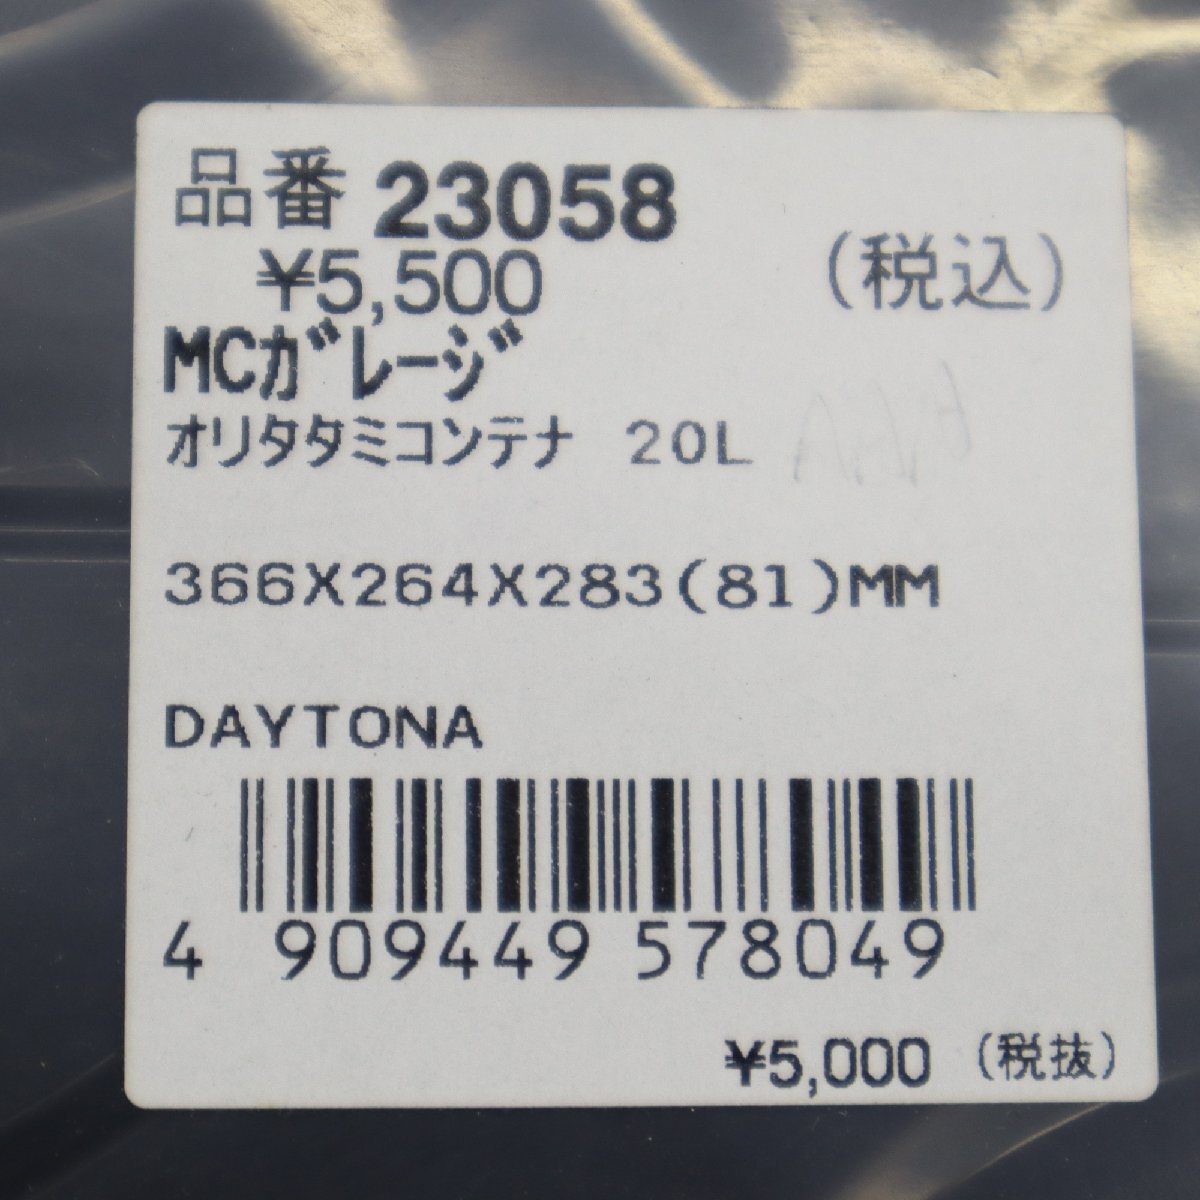 品番 23058
¥5,500 (税込)
MCガレージ
オリタタミコンテナ 20L
366X264X283(81)MM
DAYTONA
4 909449 578049
¥5,000 (税抜)